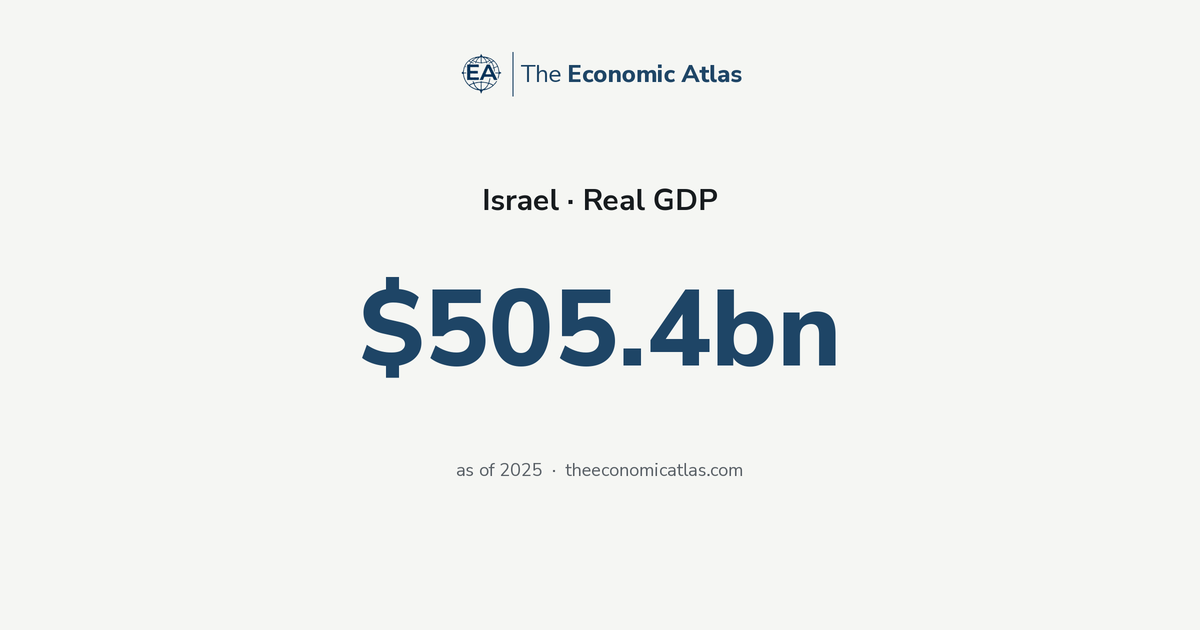 EA The Economic Atlas
Israel · Real GDP
$505.4bn
as of 2025 · theeconomicatlas.com